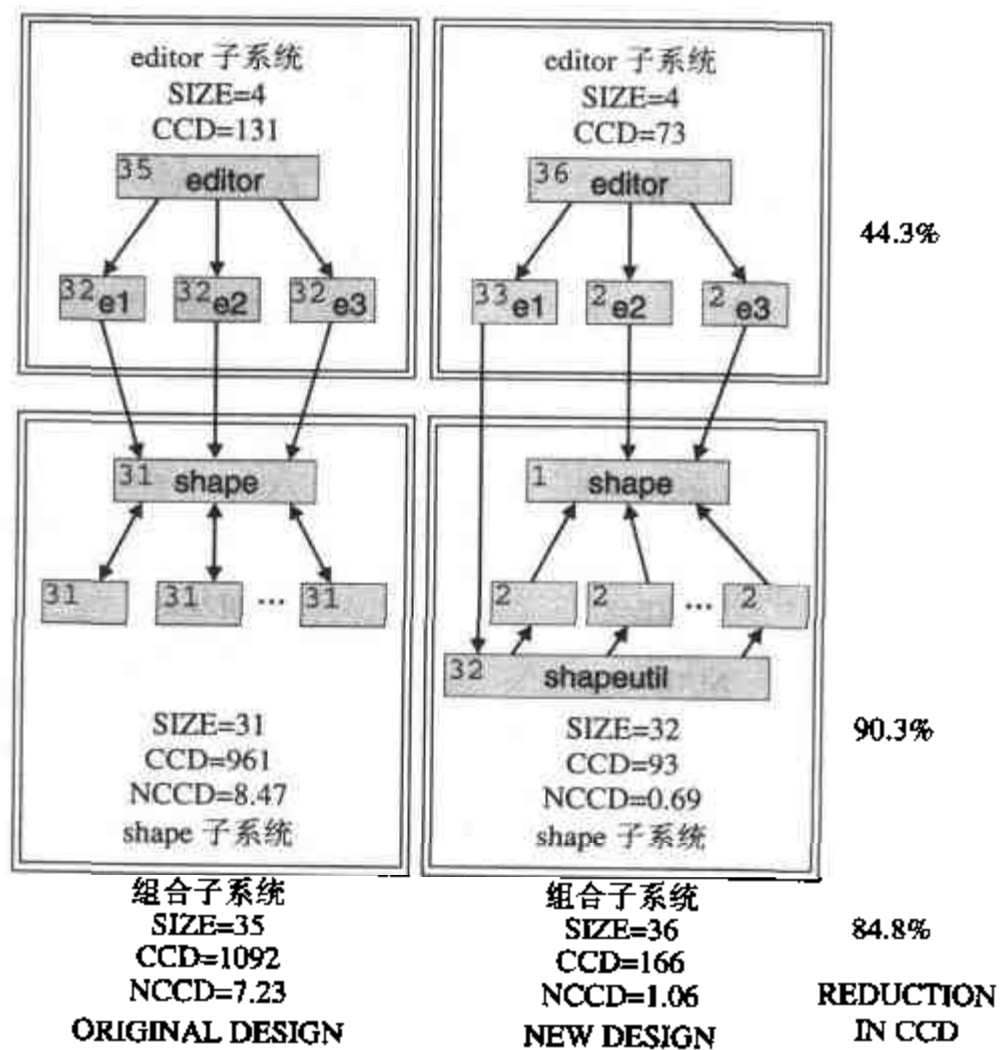 editor 子系统
SIZE=4
CCD=131
35 editor
32 e1
32 e2
32 e3
31 shape
31
31
...
31
SIZE=31
CCD=961
NCCD=8.47
shape 子系统
组合子系统
SIZE=35
CCD=1092
NCCD=7.23
ORIGINAL DESIGN
editor 子系统
SIZE=4
CCD=73
36 editor
33 e1
2 e2
2 e3
1 shape
2
2
...
2
32 shapeutil
SIZE=32
CCD=93
NCCD=0.69
shape 子系统
组合子系统
SIZE=36
CCD=166
NCCD=1.06
NEW DESIGN
44.3%
90.3%
84.8%
REDUCTION
IN CCD